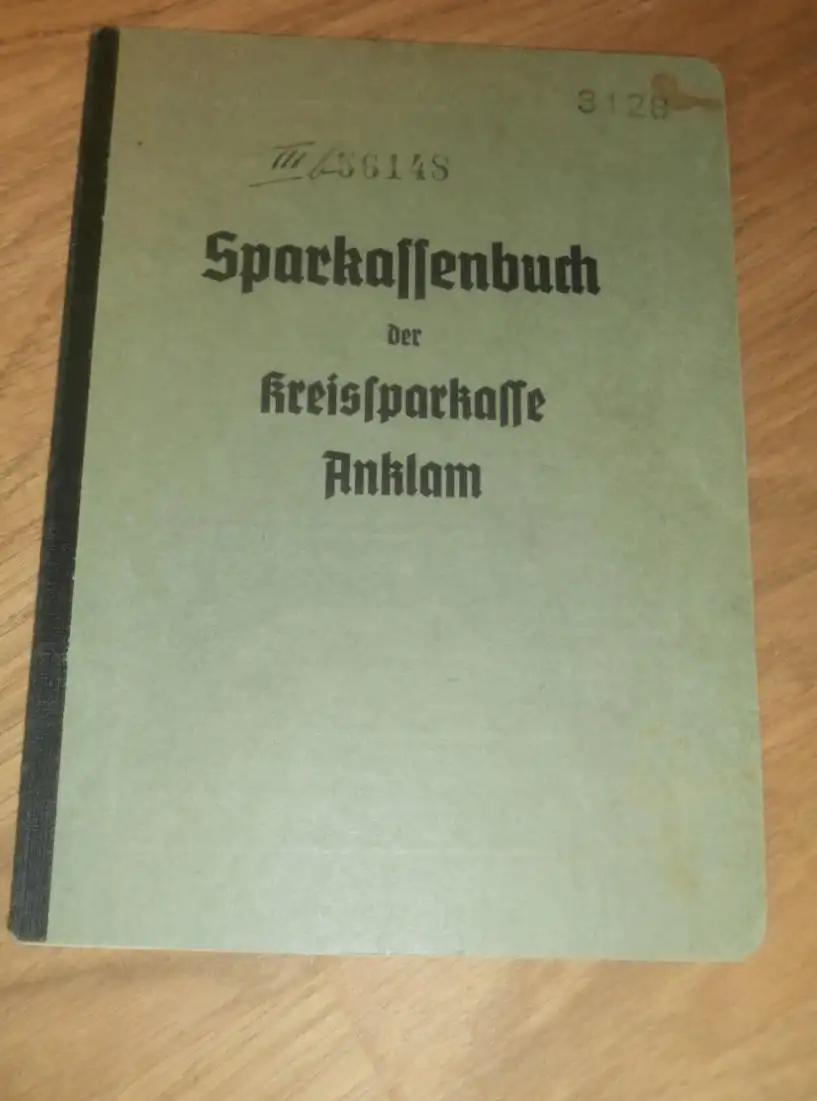 3128
III/56148
Sparkaſſenbuch
der
Kreisſparkaſſe
Anklam